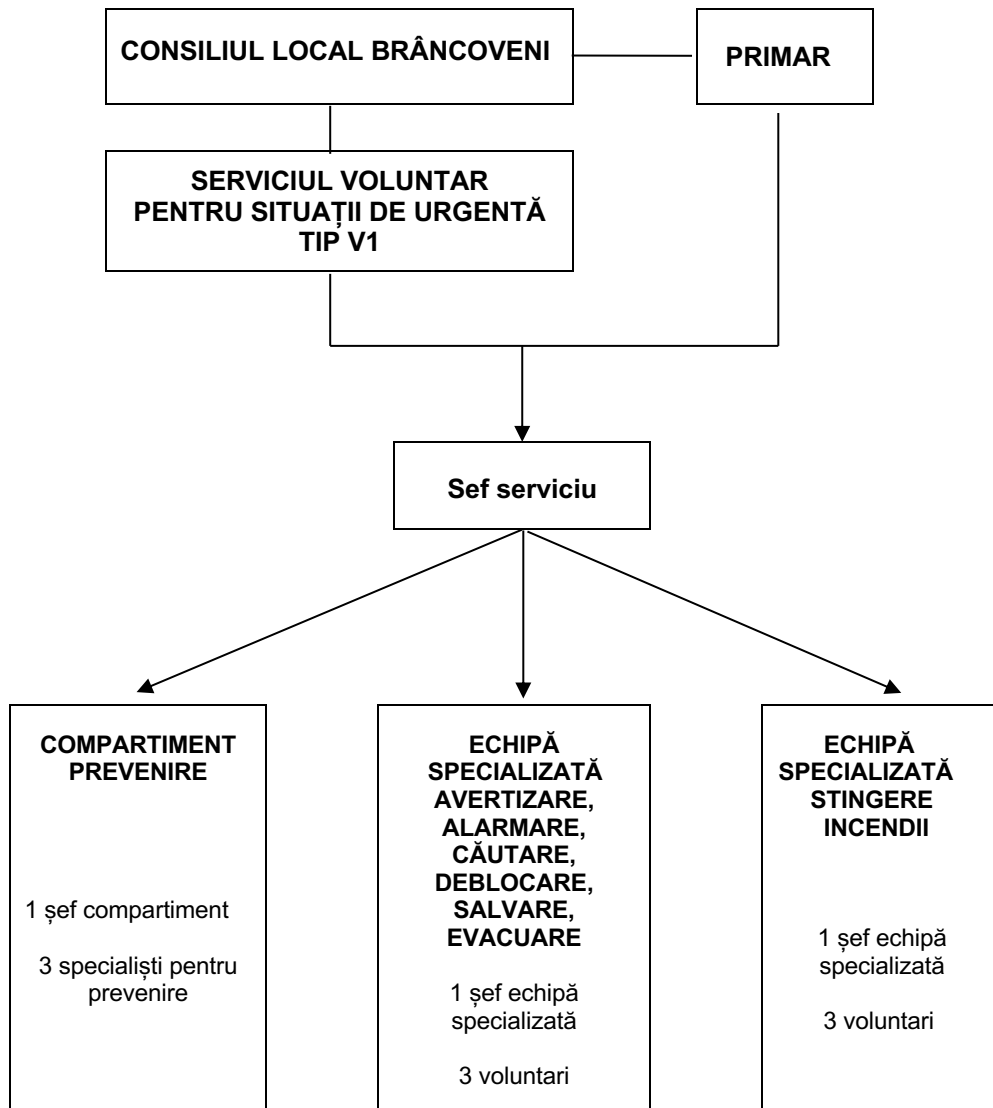 CONSILIUL LOCAL BRÂNCOVENI
PRIMAR
SERVICIUL VOLUNTAR
PENTRU SITUAȚII DE URGENTĂ
TIP V1
Sef serviciu
COMPARTIMENT
PREVENIRE
1 șef compartiment
3 specialiști pentru
prevenire
ECHIPĂ
SPECIALIZATĂ
AVERTIZARE,
ALARMARE,
CĂUTARE,
DEBLOCARE,
SALVARE,
EVACUARE
1 șef echipă
specializată
3 voluntari
ECHIPĂ
SPECIALIZATĂ
STINGERE
INCENDII
1 șef echipă
specializată
3 voluntari